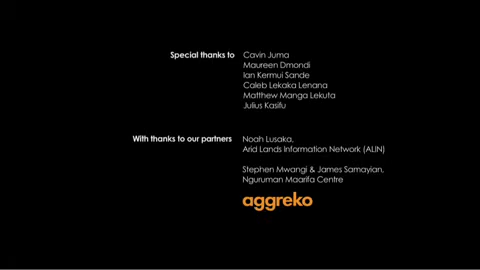 Special thanks to Cavin Juma
Maureen Dmondi
Ian Kermui Sande
Caleb Lekaka Lenana
Matthew Manga Lekuta
Julius Kasifu
With thanks to our partners Noah Lusaka,
Arid Lands Information Network (ALIN)
Stephen Mwangi & James Samayian,
Nguruman Maarifa Centre
aggreko